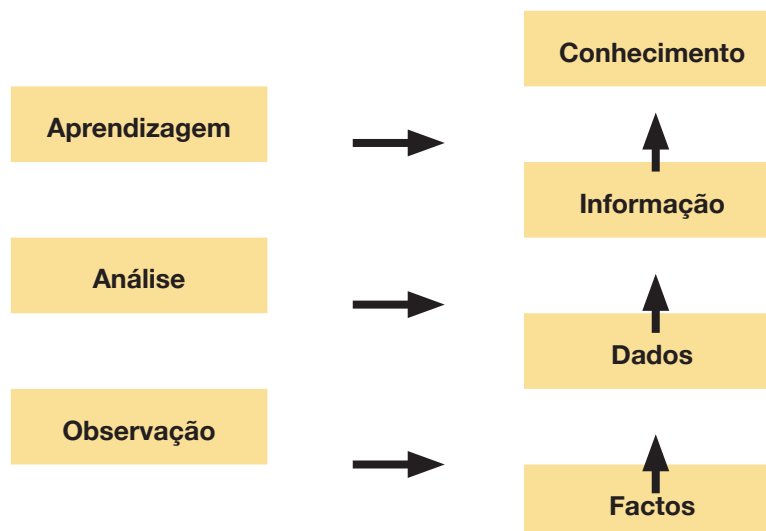 Conhecimento
Aprendizagem
Informação
Análise
Dados
Observação
Factos